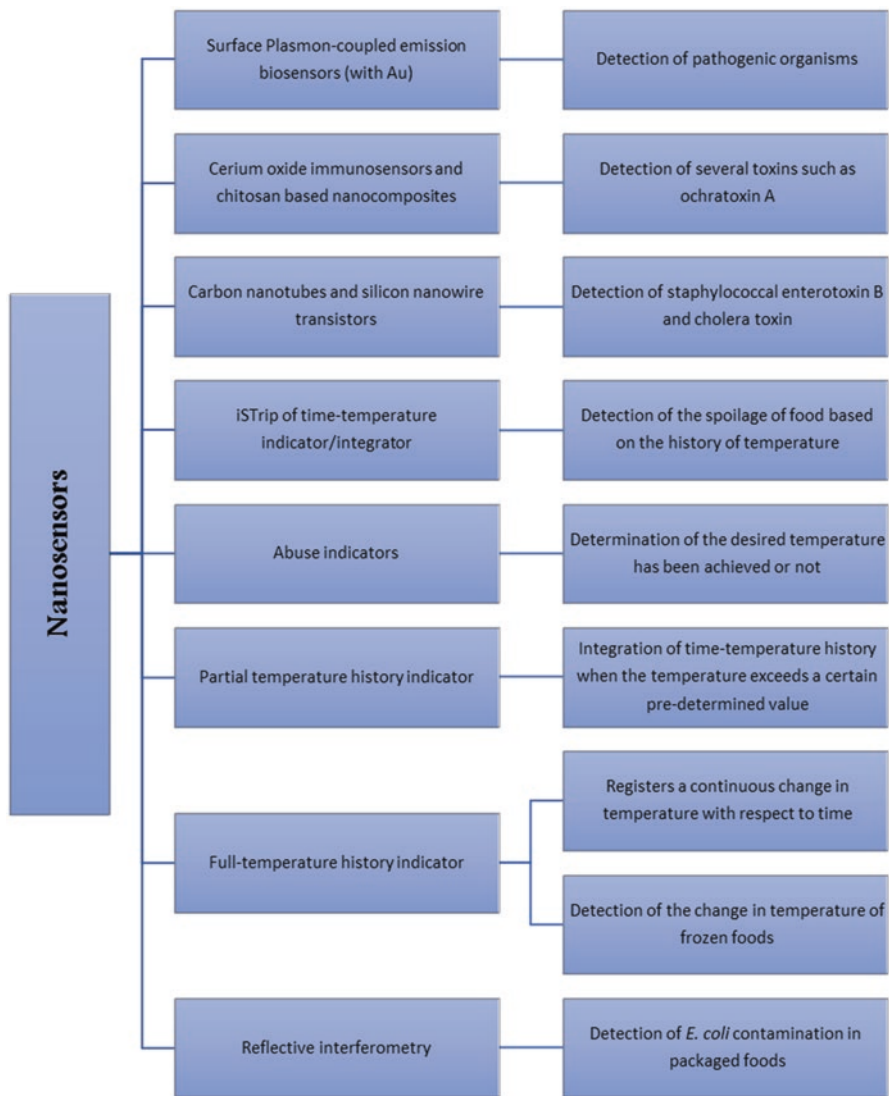 Nanosensors
Surface Plasmon-coupled emission
biosensors (with Au)
Detection of pathogenic organisms
Cerium oxide immunosensors and
chitosan based nanocomposites
Detection of several toxins such as
ochratoxin A
Carbon nanotubes and silicon nanowire
transistors
Detection of staphylococcal enterotoxin B
and cholera toxin
iSTrip of time-temperature
indicator/integrator
Detection of the spoilage of food based
on the history of temperature
Abuse indicators
Determination of the desired temperature
has been achieved or not
Partial temperature history indicator
Integration of time-temperature history
when the temperature exceeds a certain
pre-determined value
Full-temperature history indicator
Registers a continuous change in
temperature with respect to time
Detection of the change in temperature of
frozen foods
Reflective interferometry
Detection of E. coli contamination in
packaged foods